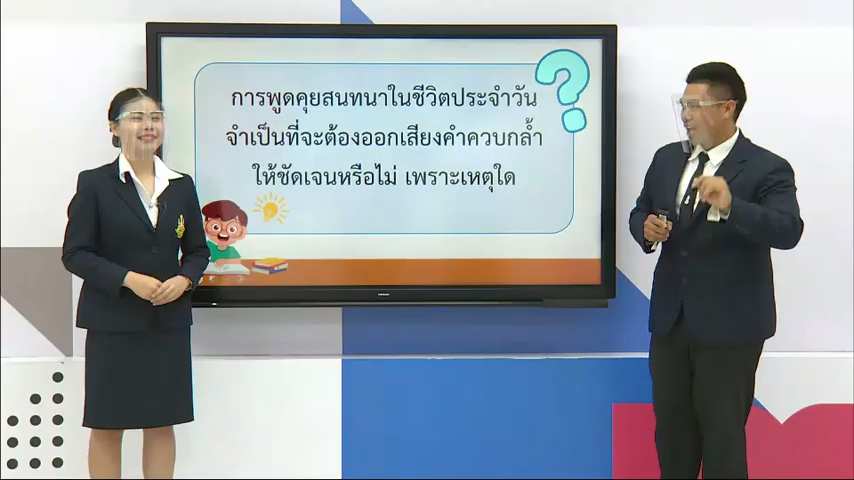 การพูดคุยสนทนาในชีวิตประจำวัน
จำเป็นที่จะต้องออกเสียงคำควบกล้ำ
ให้ชัดเจนหรือไม่ เพราะเหตุใด